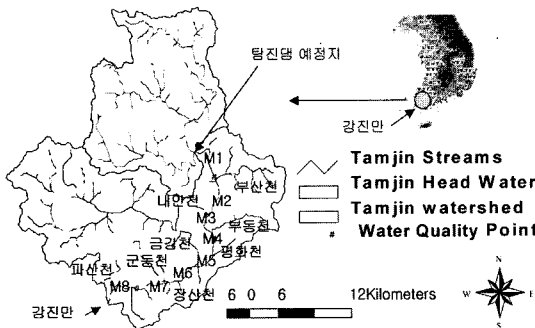 탐진댐 예정지
강진만
M1
부산천
내안천
M2
M3
부동천
금강천
M4
평화천
군동천
M5
파산천
M6
M8
M7
장산천
강진만
Tamjin Streams
Tamjin Head Water
Tamjin watershed
# Water Quality Point
6 0 6 12Kilometers
N
W E
S